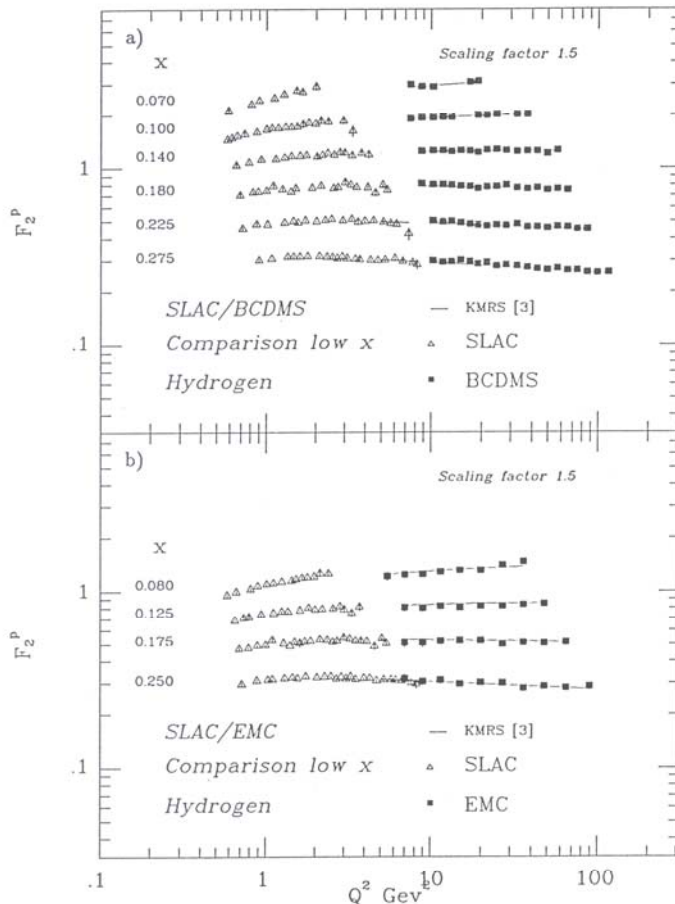 a)
Scaling factor 1.5
X
0.070
0.100
0.140
0.180
0.225
0.275
1
.1
F₂ᵖ
SLAC/BCDMS
— KMRS [3]
Comparison low x
△ SLAC
Hydrogen
■ BCDMS
10
1
100
b)
Scaling factor 1.5
X
0.080
0.125
0.175
0.250
1
.1
F₂ᵖ
SLAC/EMC
— KMRS [3]
Comparison low x
△ SLAC
Hydrogen
■ EMC
.1
1
10
100
Q² Gev²